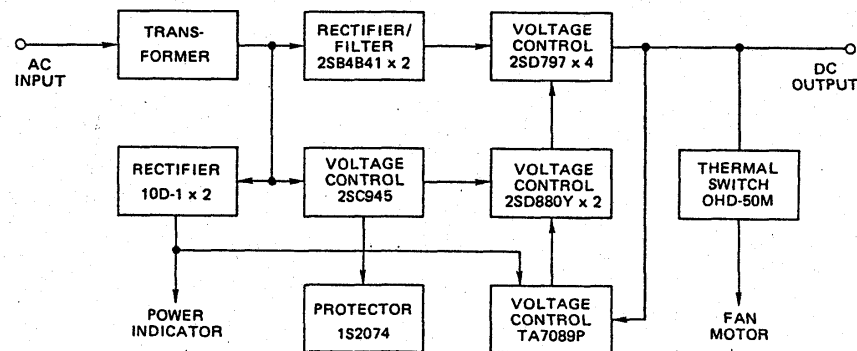 TRANS-
FORMER
RECTIFIER/
FILTER
2SB4B41 x 2
VOLTAGE
CONTROL
2SD797 x 4
AC
INPUT
DC
OUTPUT
RECTIFIER
10D-1 x 2
VOLTAGE
CONTROL
2SC945
VOLTAGE
CONTROL
2SD880Y x 2
THERMAL
SWITCH
OHD-50M
POWER
INDICATOR
PROTECTOR
1S2074
VOLTAGE
CONTROL
TA7089P
FAN
MOTOR